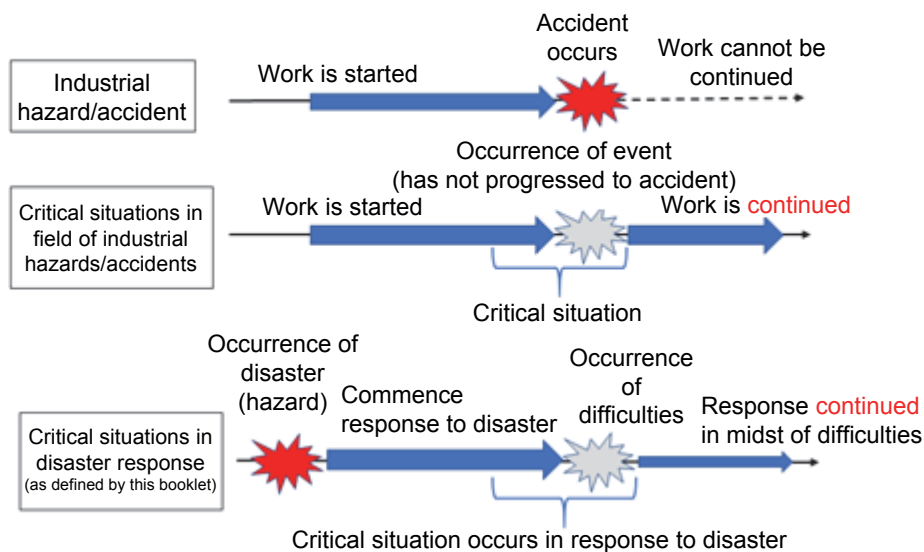 Industrial
hazard/accident
Work is started
Accident
occurs
Work cannot be
continued
Critical situations in
field of industrial
hazards/accidents
Work is started
Occurrence of event
(has not progressed to accident)
Work is continued
Critical situation
Critical situations in
disaster response
(as defined by this booklet)
Occurrence of
disaster
(hazard)
Commence
response to disaster
Occurrence
of
difficulties
Response continued
in midst of difficulties
Critical situation occurs in response to disaster